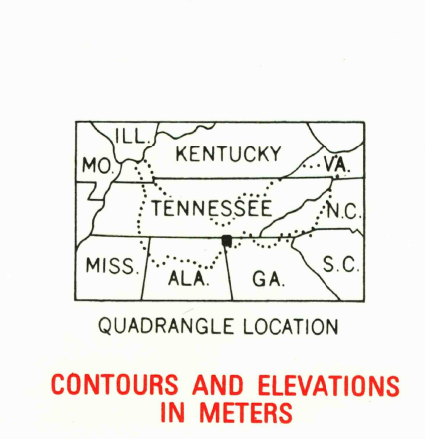 ILL.
KENTUCKY
MO.
VA.
TENNESSEE
N.C.
MISS.
ALA.
GA.
S.C.
QUADRANGLE LOCATION
CONTOURS AND ELEVATIONS
IN METERS